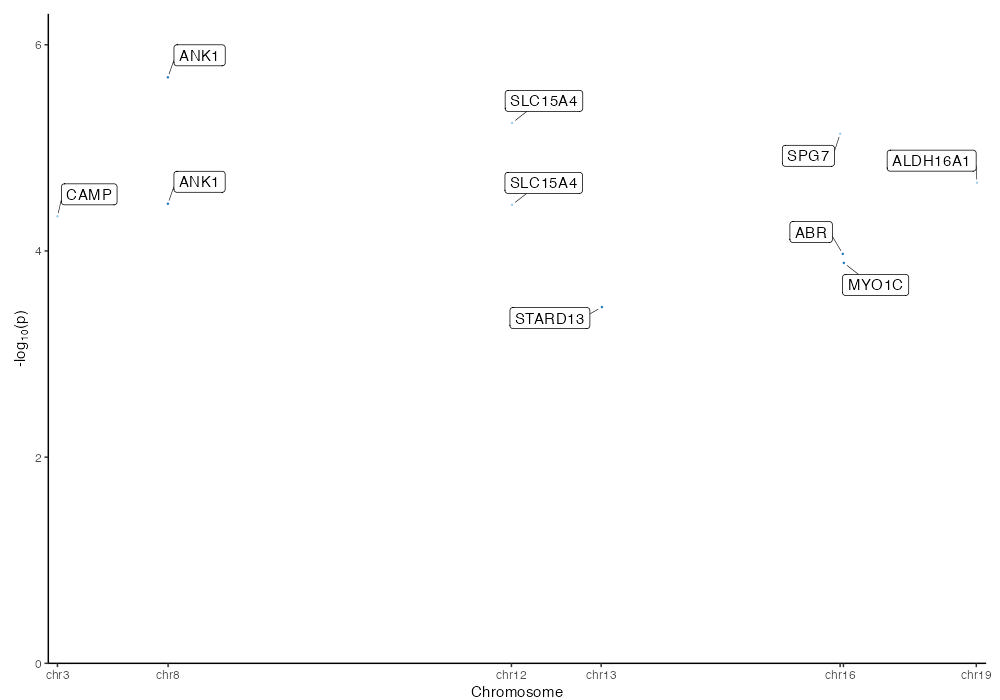 6
4
2
0
-log10(p)
ANK1
ANK1
CAMP
SLC15A4
SLC15A4
STARD13
SPG7
ALDH16A1
ABR
MYO1C
chr3 chr8 chr12 chr13 chr16 chr19
Chromosome